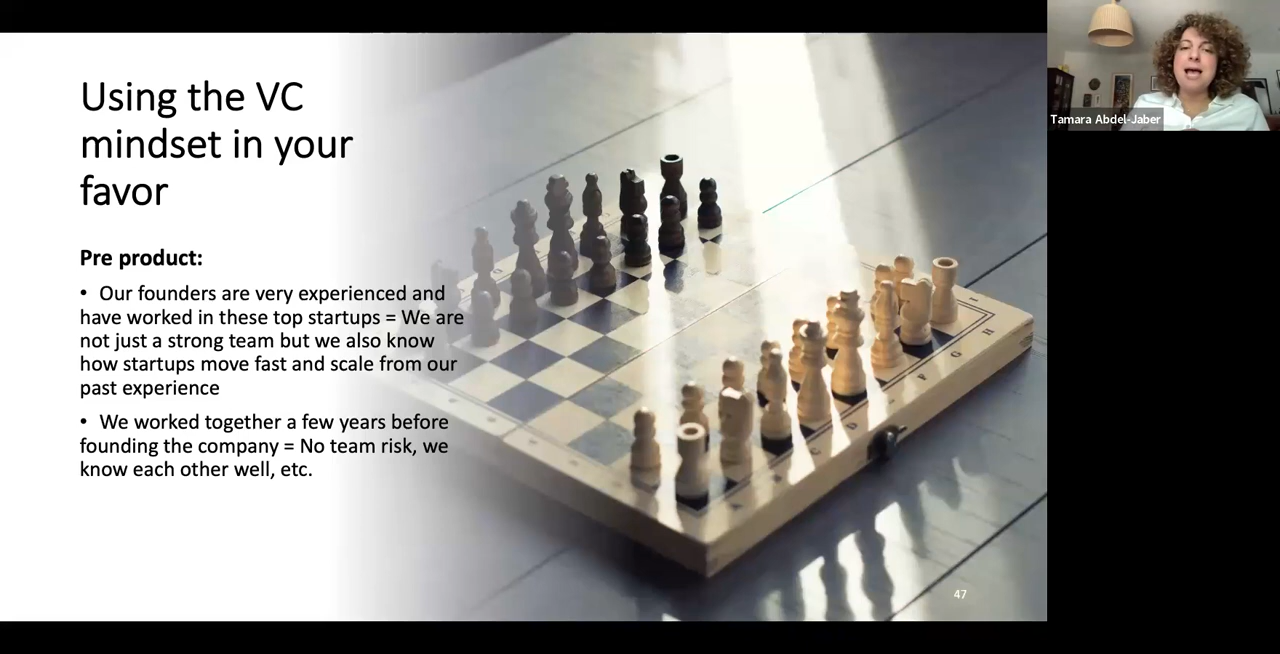 Using the VC
mindset in your
favor
Pre product:
• Our founders are very experienced and
have worked in these top startups = We are
not just a strong team but we also know
how startups move fast and scale from our
past experience
• We worked together a few years before
founding the company = No team risk, we
know each other well, etc.
47
Tamara Abdel-Jaber